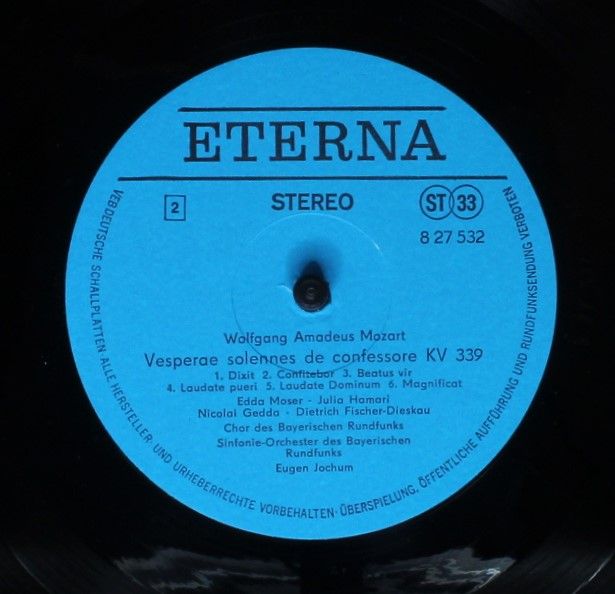 ETERNA
2
STEREO
ST 33
8 27 532
Wolfgang Amadeus Mozart
Vesperae solennes de confessore KV 339
1. Dixit 2. Confitebor 3. Beatus vir
4. Laudate pueri 5. Laudate Dominum 6. Magnificat
Edda Moser - Julia Hamari
Nicolai Gedda - Dietrich Fischer-Dieskau
Chor des Bayerischen Rundfunks
Sinfonie-Orchester des Bayerischen
Rundfunks
Eugen Jochum
VEB DEUTSCHE SCHALLPLATTEN · ALLE HERSTELLER- UND URHEBERRECHTE VORBEHALTEN · ÜBERSPIELUNG, ÖFFENTLICHE AUFFÜHRUNG UND RUNDFUNKSENDUNG VERBOTEN